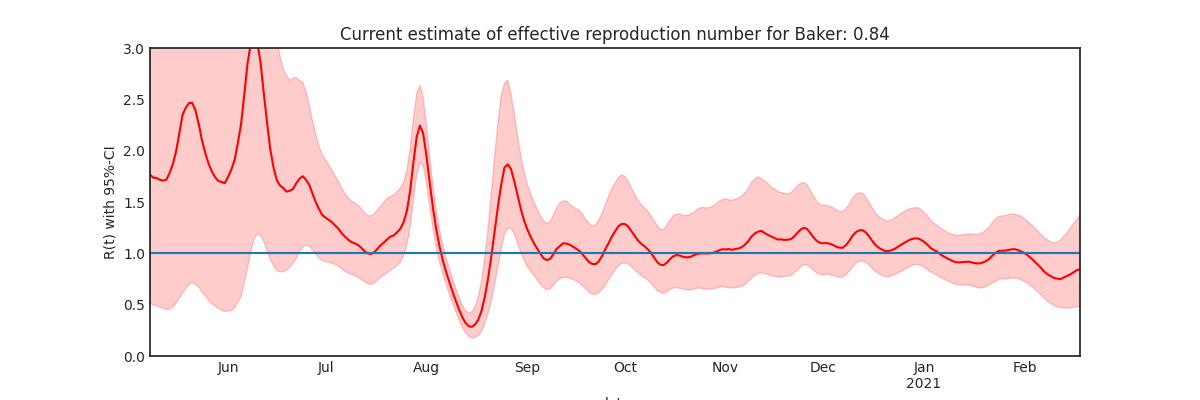 Current estimate of effective reproduction number for Baker: 0.84
R(t) with 95%-CI
3.0
2.5
2.0
1.5
1.0
0.5
0.0
Jun Jul Aug Sep Oct Nov Dec Jan Feb
2021